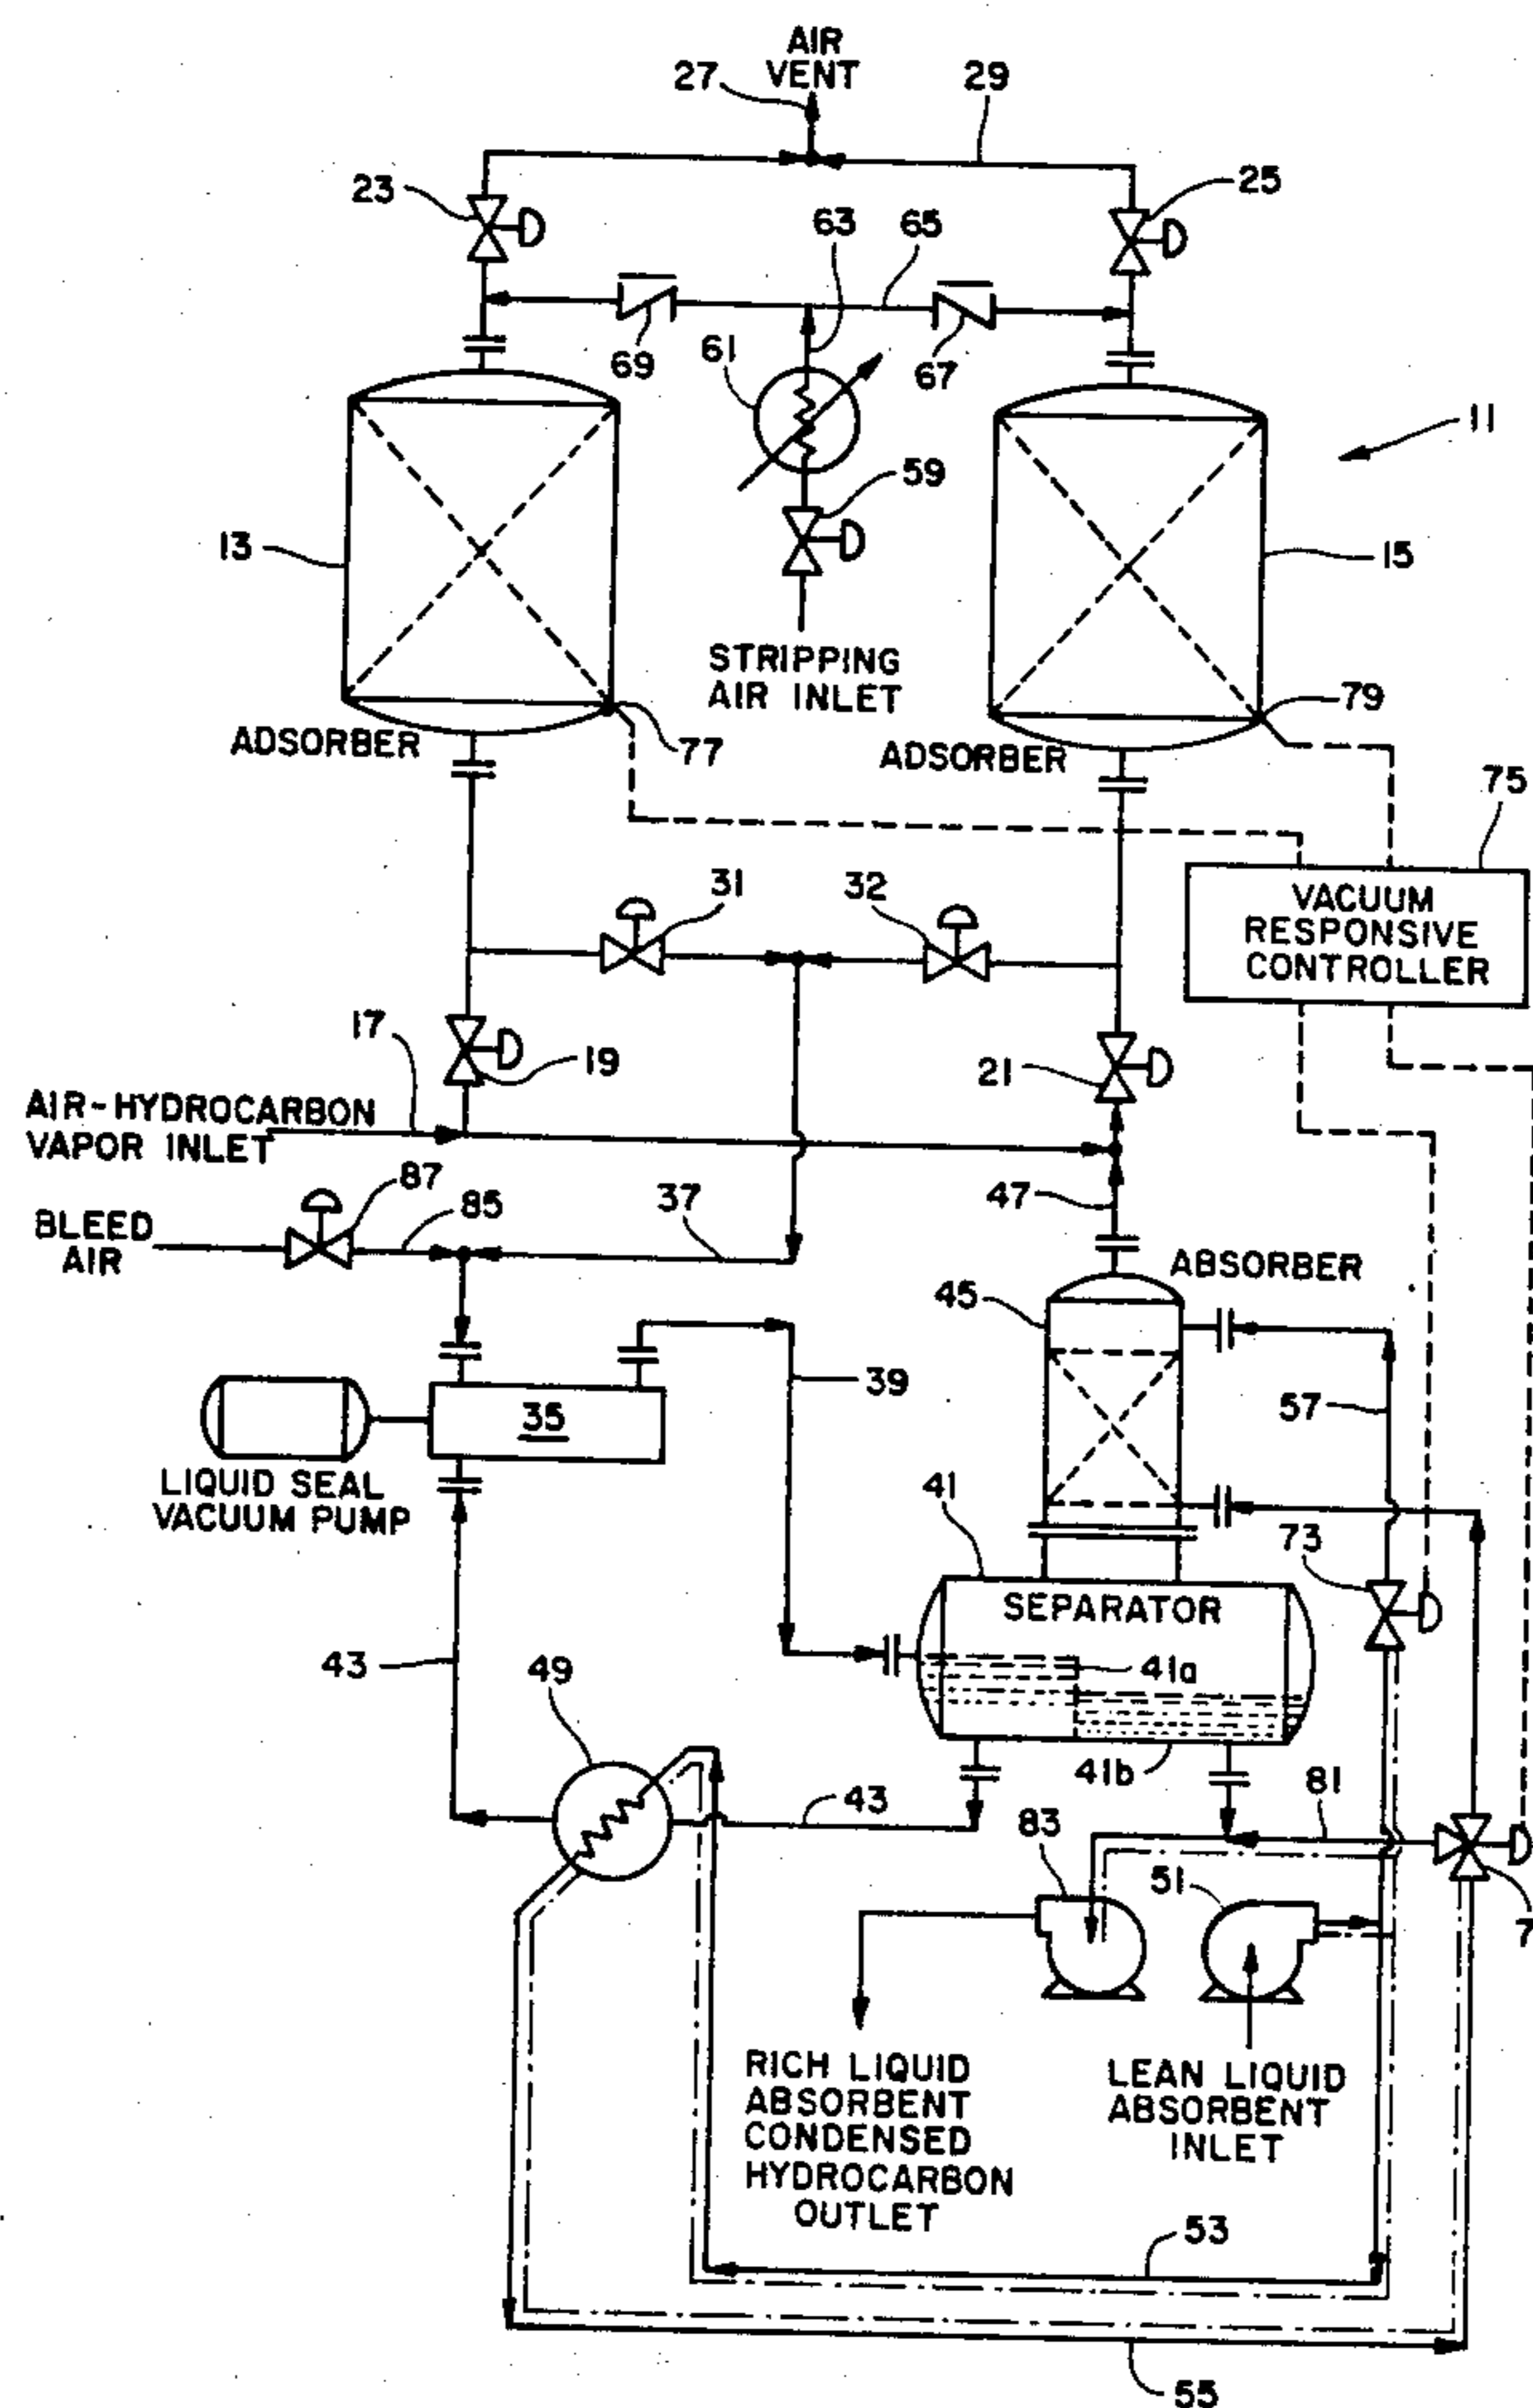 AIR
VENT
27
29
23
25
63
65
69
61
67
11
59
13
15
STRIPPING
AIR INLET
79
ADSORBER
77
ADSORBER
75
31
32
VACUUM
RESPONSIVE
CONTROLLER
17
19
21
AIR-HYDROCARBON
VAPOR INLET
87
85
37
47
BLEED
AIR
ABSORBER
45
39
57
35
LIQUID SEAL
VACUUM PUMP
41
73
SEPARATOR
43
49
41a
41b
81
43
83
51
7
RICH LIQUID
ABSORBENT
CONDENSED
HYDROCARBON
OUTLET
LEAN LIQUID
ABSORBENT
INLET
53
55